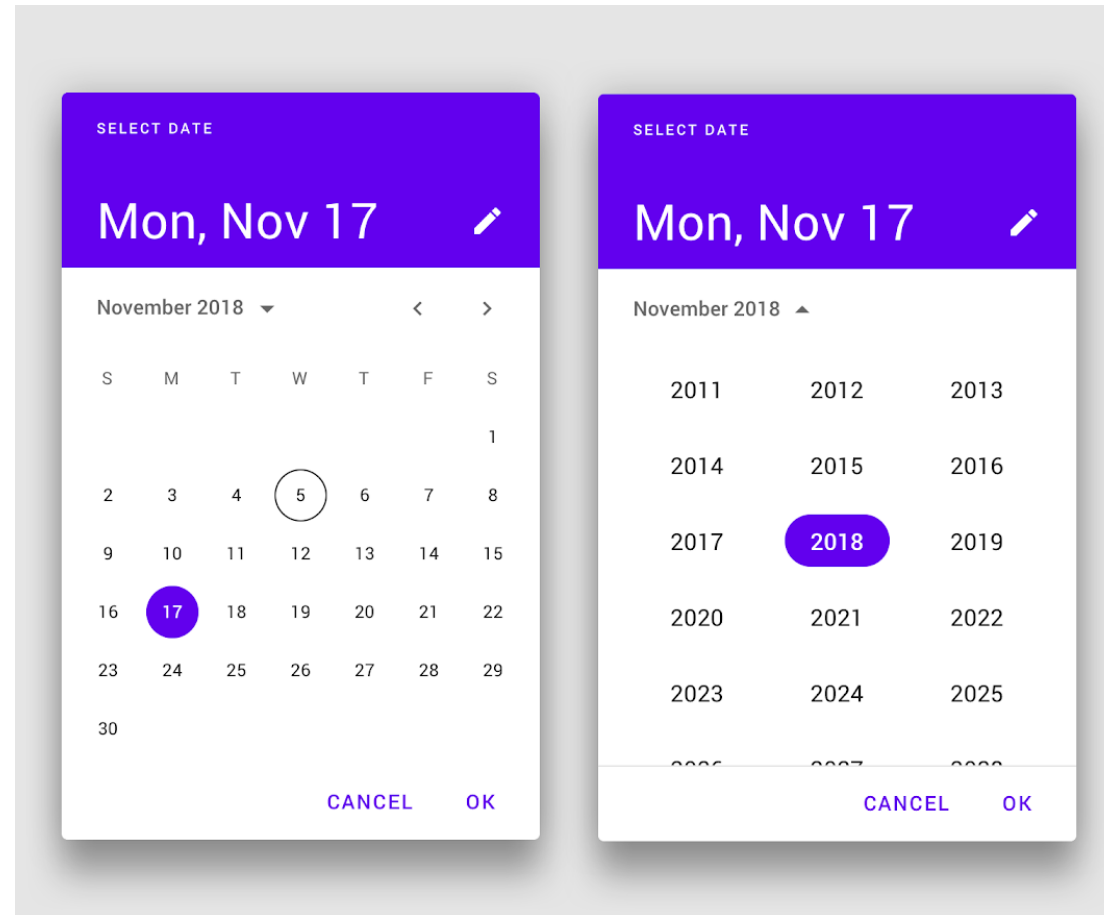 SELECT DATE
Mon, Nov 17
November 2018
S M T W T F S
1
2 3 4 5 6 7 8
9 10 11 12 13 14 15
16 17 18 19 20 21 22
23 24 25 26 27 28 29
30
CANCEL OK
SELECT DATE
Mon, Nov 17
November 2018
2011 2012 2013
2014 2015 2016
2017 2018 2019
2020 2021 2022
2023 2024 2025
CANCEL OK